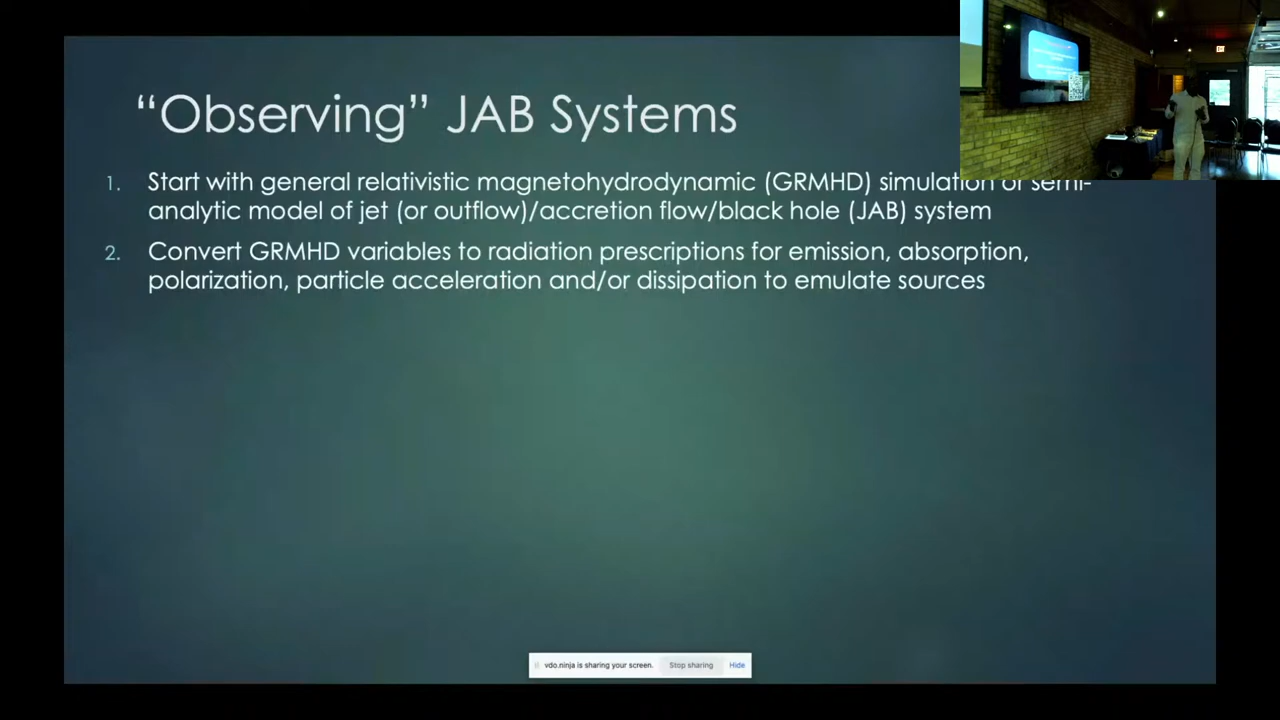 “Observing” JAB Systems
1. Start with general relativistic magnetohydrodynamic (GRMHD) simulation or semi-
analytic model of jet (or outflow)/accretion flow/black hole (JAB) system
2. Convert GRMHD variables to radiation prescriptions for emission, absorption,
polarization, particle acceleration and/or dissipation to emulate sources
vdo.ninja is sharing your screen. Stop sharing Hide